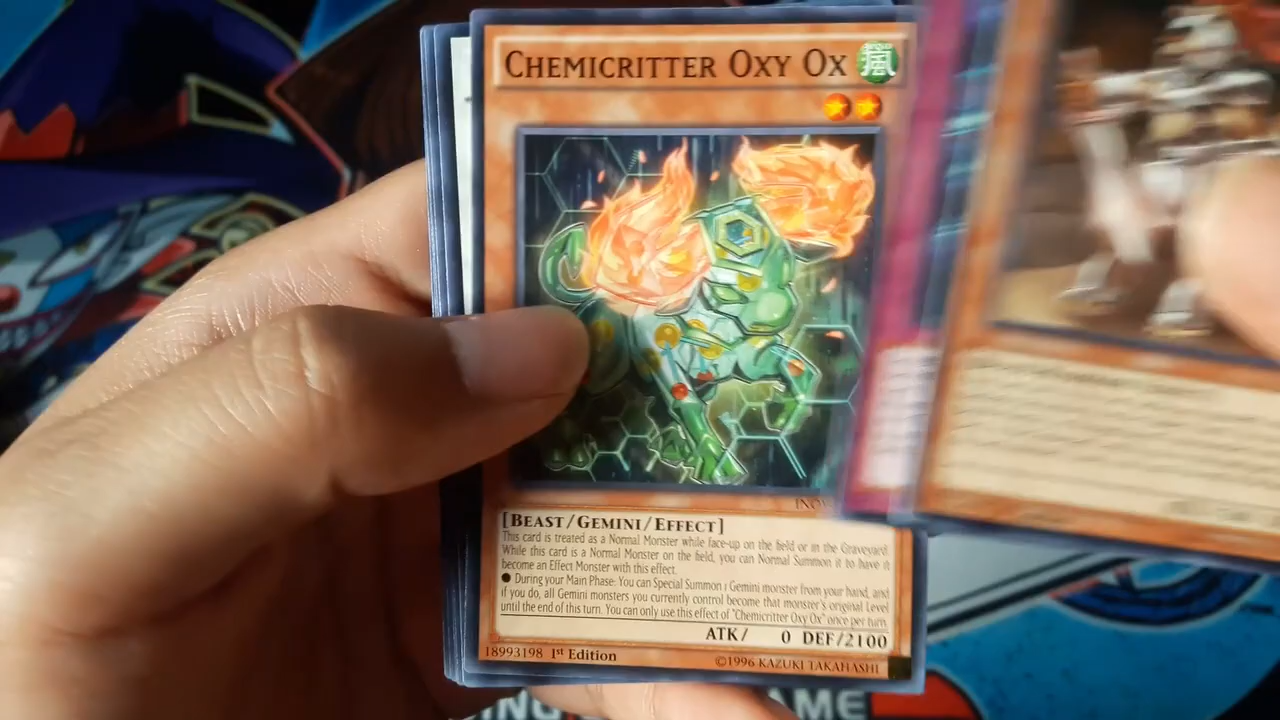 CHEMICRITTER OXY OX 風
INOV
[BEAST/GEMINI/EFFECT]
This card is treated as a Normal Monster while face-up on the field or in the Graveyard.
While this card is a Normal Monster on the field, you can Normal Summon it to have it
become an Effect Monster with this effect.
● During your Main Phase: You can Special Summon 1 Gemini monster from your hand, and
if you do, all Gemini monsters you currently control become that monster's original Level
until the end of this turn. You can only use this effect of "Chemicritter Oxy Ox" once per turn.
ATK/ 0 DEF/2100
18993198 1st Edition ©1996 KAZUKI TAKAHASHI